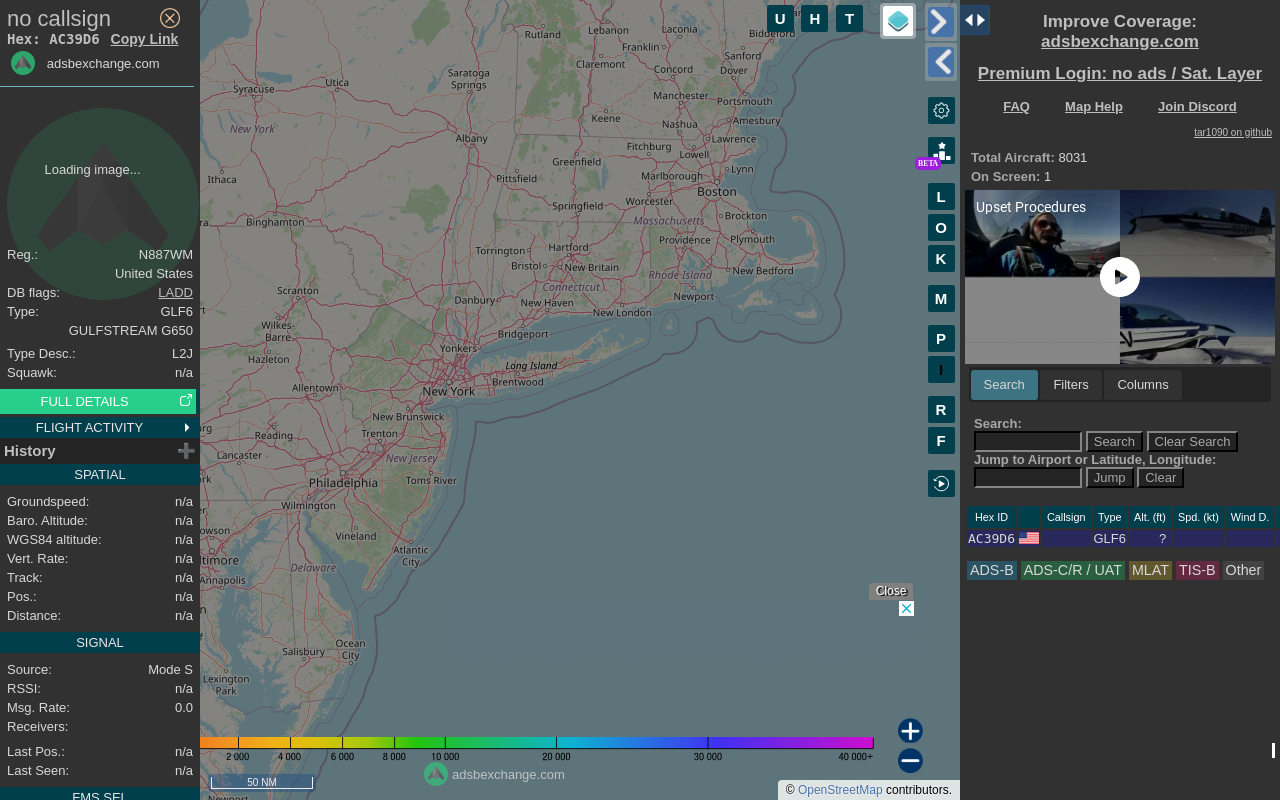 no callsign
Hex: AC39D6 Copy Link
adsbexchange.com
Loading image...
Reg.: N887WM
United States
DB flags: LADD
Type: GLF6
GULFSTREAM G650
Type Desc.: L2J
Squawk: n/a
FULL DETAILS
FLIGHT ACTIVITY
History
SPATIAL
Groundspeed: n/a
Baro. Altitude: n/a
WGS84 altitude: n/a
Vert. Rate: n/a
Track: n/a
Pos.: n/a
Distance: n/a
SIGNAL
Source: Mode S
RSSI: n/a
Msg. Rate: 0.0
Receivers:
Last Pos.: n/a
Last Seen: n/a
FMS SEL
U H T
Rutland
Lebanon
Laconia
Biddeford
Franklin
Sanford
Claremont
Concord
Dover
Utica
Saratoga
Springs
Syracuse
Manchester
Portsmouth
Keene
Nashua
Amesbury
New York
Albany
Fitchburg
Lawrence
Greenfield
Lowell
Pittsfield
Marlborough
Lynn
Ithaca
Boston
Springfield
Worcester
Binghamton
Massachusetts
Brockton
Torrington
Hartford
Providence
Plymouth
Bristol
New Britain
Rhode Island
New Bedford
Connecticut
Scranton
Danbury
New Haven
Newport
New London
Wilkes-
Barre
Bridgeport
Hazleton
Yonkers
Long Island
Brentwood
Allentown
New York
New Brunswick
Reading
Trenton
Lancaster
New Jersey
Philadelphia
Toms River
Wilmington
Vineland
Atlantic
City
Delaware
Annapolis
Ocean
City
Salisbury
Lexington
Park
BETA
L
O
K
M
P
I
R
F
Close
2 000 4 000 6 000 8 000 10 000 20 000 30 000 40 000+
50 NM
adsbexchange.com
© OpenStreetMap contributors.
Improve Coverage:
adsbexchange.com
Premium Login: no ads / Sat. Layer
FAQ Map Help Join Discord
tar1090 on github
Total Aircraft: 8031
On Screen: 1
Upset Procedures
Search Filters Columns
Search:
Search Clear Search
Jump to Airport or Latitude, Longitude:
Jump Clear
Hex ID Callsign Type Alt. (ft) Spd. (kt) Wind D.
AC39D6 GLF6 ?
ADS-B ADS-C/R / UAT MLAT TIS-B Other